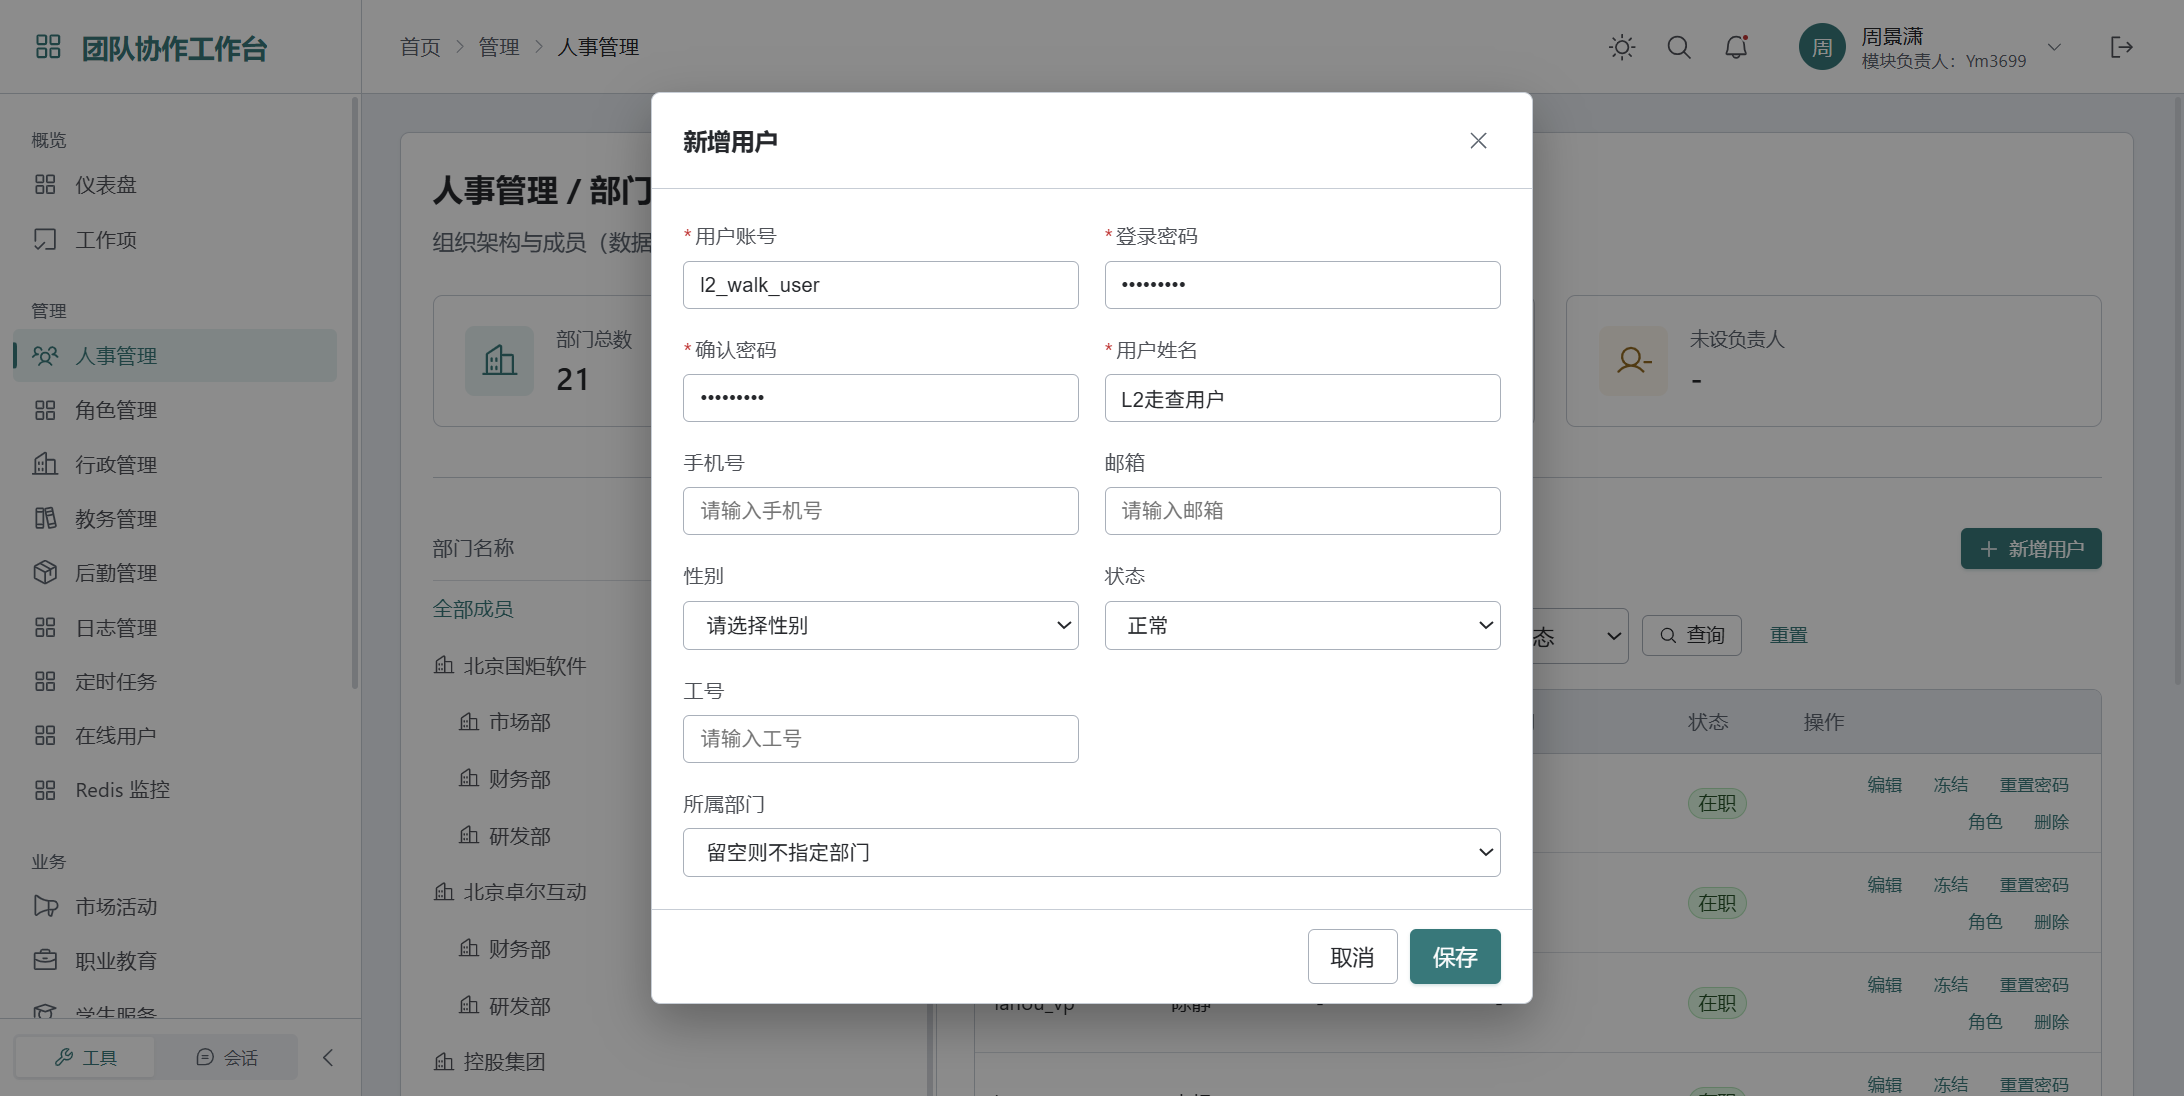 团队协作工作台
首页 > 管理 > 人事管理
周
周景潇
模块负责人：Ym3699
概览
仪表盘
工作项
管理
人事管理
角色管理
行政管理
教务管理
后勤管理
日志管理
定时任务
在线用户
Redis 监控
业务
市场活动
职业教育
学生服务
工具
会话
人事管理 / 部门
组织架构与成员（数据
部门总数
21
未设负责人
-
部门名称
全部成员
北京国炬软件
市场部
财务部
研发部
北京卓尔互动
财务部
研发部
控股集团
新增用户
态
查询
重置
状态
操作
在职
编辑 冻结 重置密码
角色 删除
在职
编辑 冻结 重置密码
角色 删除
在职
编辑 冻结 重置密码
角色 删除
在职
编辑 冻结 重置密码
新增用户
*用户账号
l2_walk_user
*登录密码
•••••••••
*确认密码
•••••••••
*用户姓名
L2走查用户
手机号
请输入手机号
邮箱
请输入邮箱
性别
请选择性别
状态
正常
工号
请输入工号
所属部门
留空则不指定部门
取消
保存